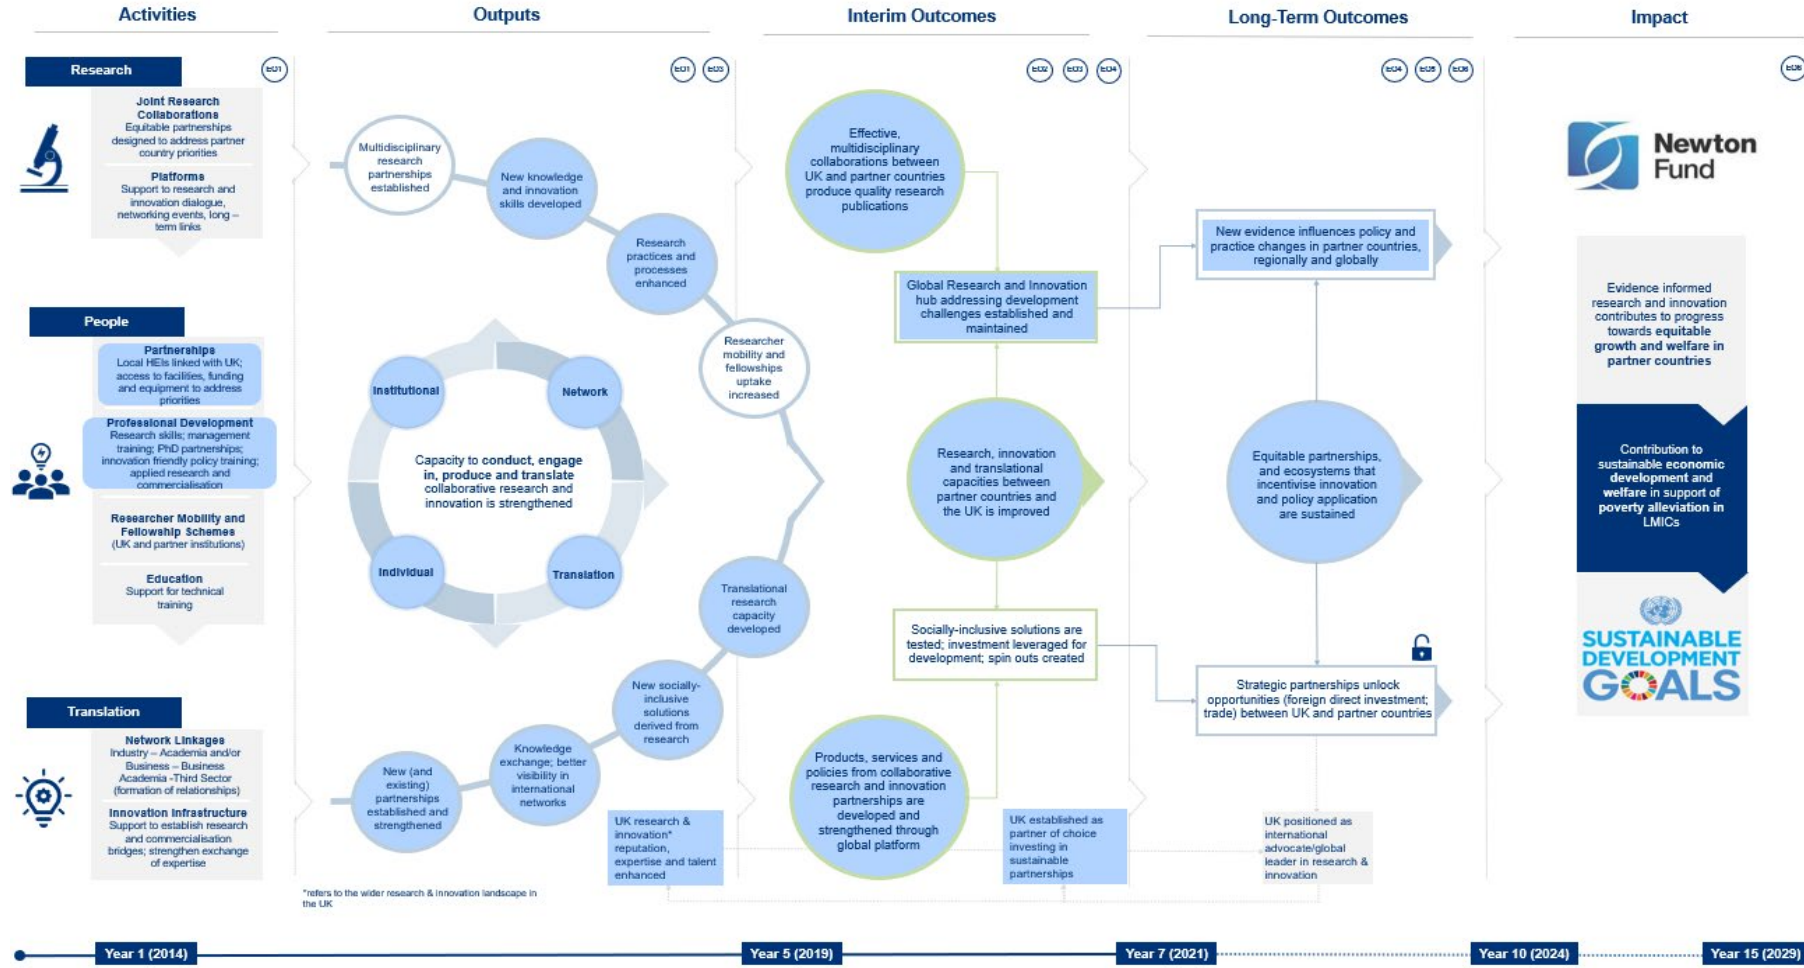 Activities
Outputs
Interim Outcomes
Long-Term Outcomes
Impact
Research
EO1
EO1
EO3
EO2
EO3
EO4
EO4
EO5
EO6
EO6
Joint Research
Collaborations
Equitable partnerships
designed to address partner
country priorities
Platforms
Support to research and
innovation dialogue,
networking events, long –
term links
People
Partnerships
Local HEIs linked with UK;
access to facilities, funding
and equipment to address
priorities
Professional Development
Research skills; management
training; PhD partnerships;
innovation friendly policy training;
applied research and
commercialisation
Researcher Mobility and
Fellowship Schemes
(UK and partner institutions)
Education
Support for technical
training
Translation
Network Linkages
Industry – Academia and/or
Business – Business
Academia -Third Sector
(formation of relationships)
Innovation Infrastructure
Support to establish research
and commercialisation
bridges; strengthen exchange
of expertise
Multidisciplinary
research
partnerships
established
New knowledge
and innovation
skills developed
Research
practices and
processes
enhanced
Researcher
mobility and
fellowships
uptake
increased
Institutional
Network
Capacity to conduct, engage
in, produce and translate
collaborative research and
innovation is strengthened
Individual
Translation
Translational
research
capacity
developed
New socially-
inclusive
solutions
derived from
research
Knowledge
exchange; better
visibility in
international
networks
New (and
existing)
partnerships
established and
strengthened
UK research &
innovation*
reputation,
expertise and talent
enhanced
*refers to the wider research & innovation landscape in
the UK
Effective,
multidisciplinary
collaborations between
UK and partner countries
produce quality research
publications
Global Research and Innovation
hub addressing development
challenges established and
maintained
Research, innovation
and translational
capacities between
partner countries and
the UK is improved
Socially-inclusive solutions are
tested; investment leveraged for
development; spin outs created
Products, services and
policies from collaborative
research and innovation
partnerships are
developed and
strengthened through
global platform
UK established as
partner of choice
investing in
sustainable
partnerships
New evidence influences policy and
practice changes in partner countries,
regionally and globally
Equitable partnerships,
and ecosystems that
incentivise innovation
and policy application
are sustained
Strategic partnerships unlock
opportunities (foreign direct investment;
trade) between UK and partner countries
UK positioned as
international
advocate/global
leader in research &
innovation
Newton
Fund
Evidence informed
research and innovation
contributes to progress
towards equitable
growth and welfare in
partner countries
Contribution to
sustainable economic
development and
welfare in support of
poverty alleviation in
LMICs
SUSTAINABLE
DEVELOPMENT
GOALS
Year 1 (2014)
Year 5 (2019)
Year 7 (2021)
Year 10 (2024)
Year 15 (2029)